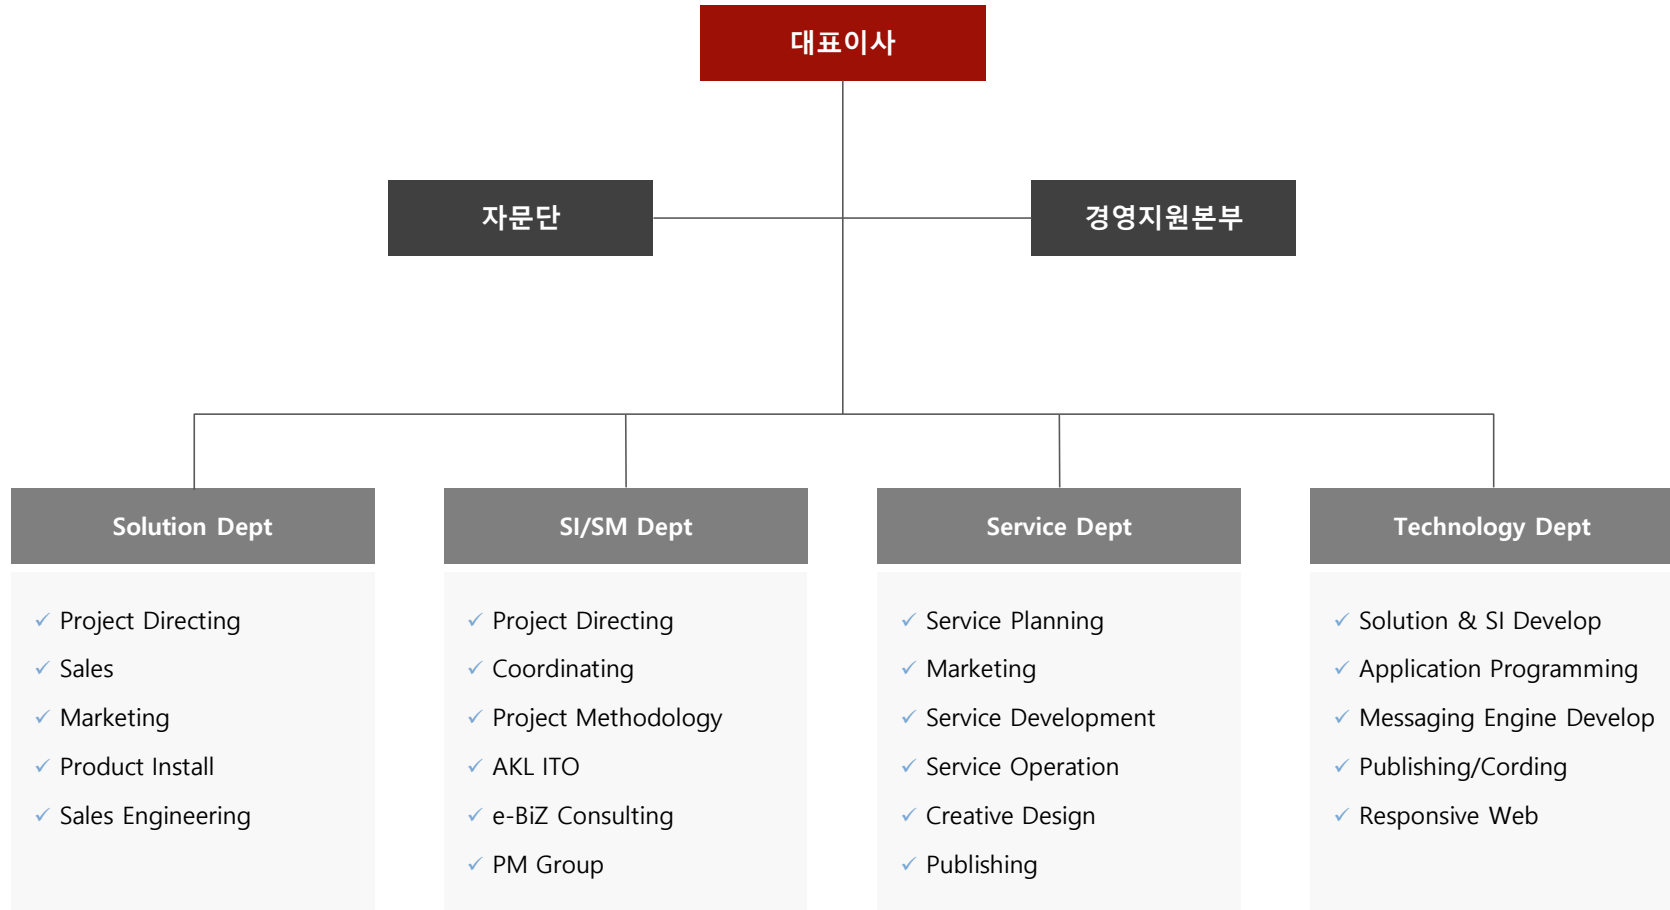 대표이사
자문단
경영지원본부
Solution Dept
Project Directing
Sales
Marketing
Product Install
Sales Engineering
SI/SM Dept
Project Directing
Coordinating
Project Methodology
AKL ITO
e-BiZ Consulting
PM Group
Service Dept
Service Planning
Marketing
Service Development
Service Operation
Creative Design
Publishing
Technology Dept
Solution & SI Develop
Application Programming
Messaging Engine Develop
Publishing/Cording
Responsive Web